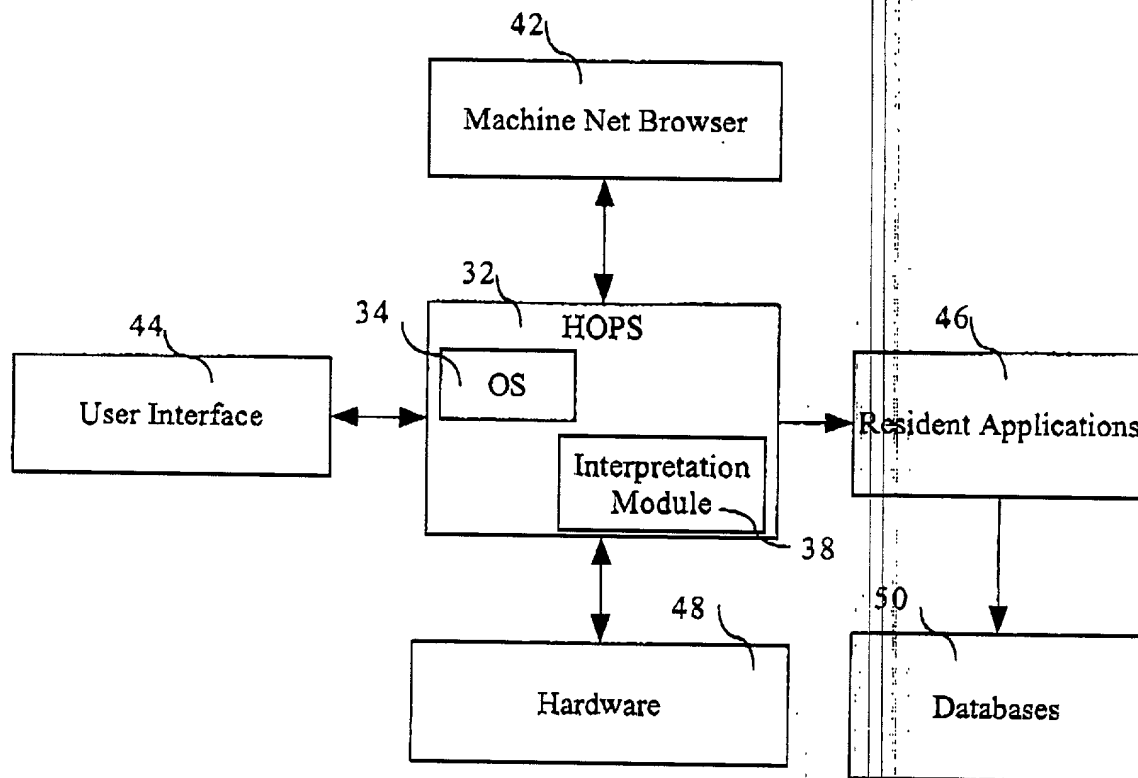 42
Machine Net Browser
32
HOPS
34
OS
44
User Interface
46
Resident Applications
Interpretation
Module
38
48
Hardware
50
Databases